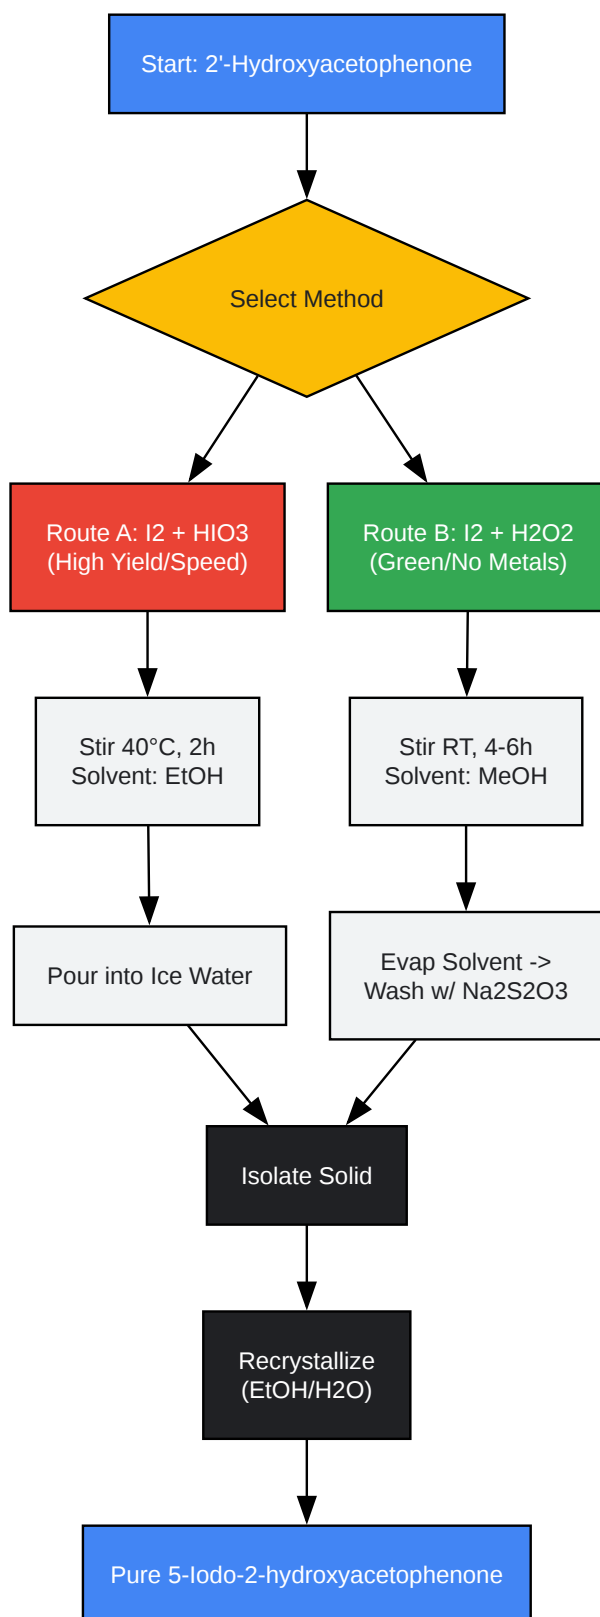 Start: 2'-Hydroxyacetophenone
Select Method
Route A: I2 + HIO3
(High Yield/Speed)
Route B: I2 + H2O2
(Green/No Metals)
Stir 40°C, 2h
Solvent: EtOH
Stir RT, 4-6h
Solvent: MeOH
Pour into Ice Water
Evap Solvent ->
Wash w/ Na2S2O3
Isolate Solid
Recrystallize
(EtOH/H2O)
Pure 5-Iodo-2-hydroxyacetophenone